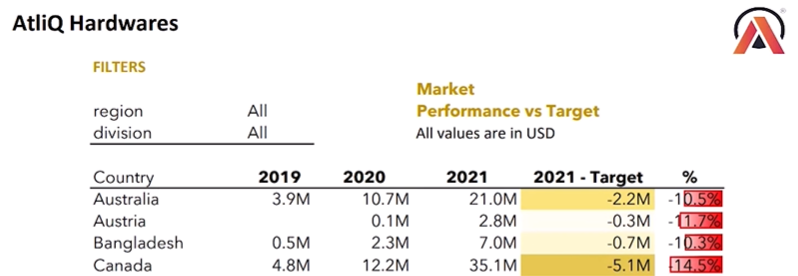 AtliQ Hardwares
FILTERS
region All
division All
Market
Performance vs Target
All values are in USD
Country 2019 2020 2021 2021 - Target %
Australia 3.9M 10.7M 21.0M -2.2M -10.5%
Austria 0.1M 2.8M -0.3M -11.7%
Bangladesh 0.5M 2.3M 7.0M -0.7M -10.3%
Canada 4.8M 12.2M 35.1M -5.1M -14.5%